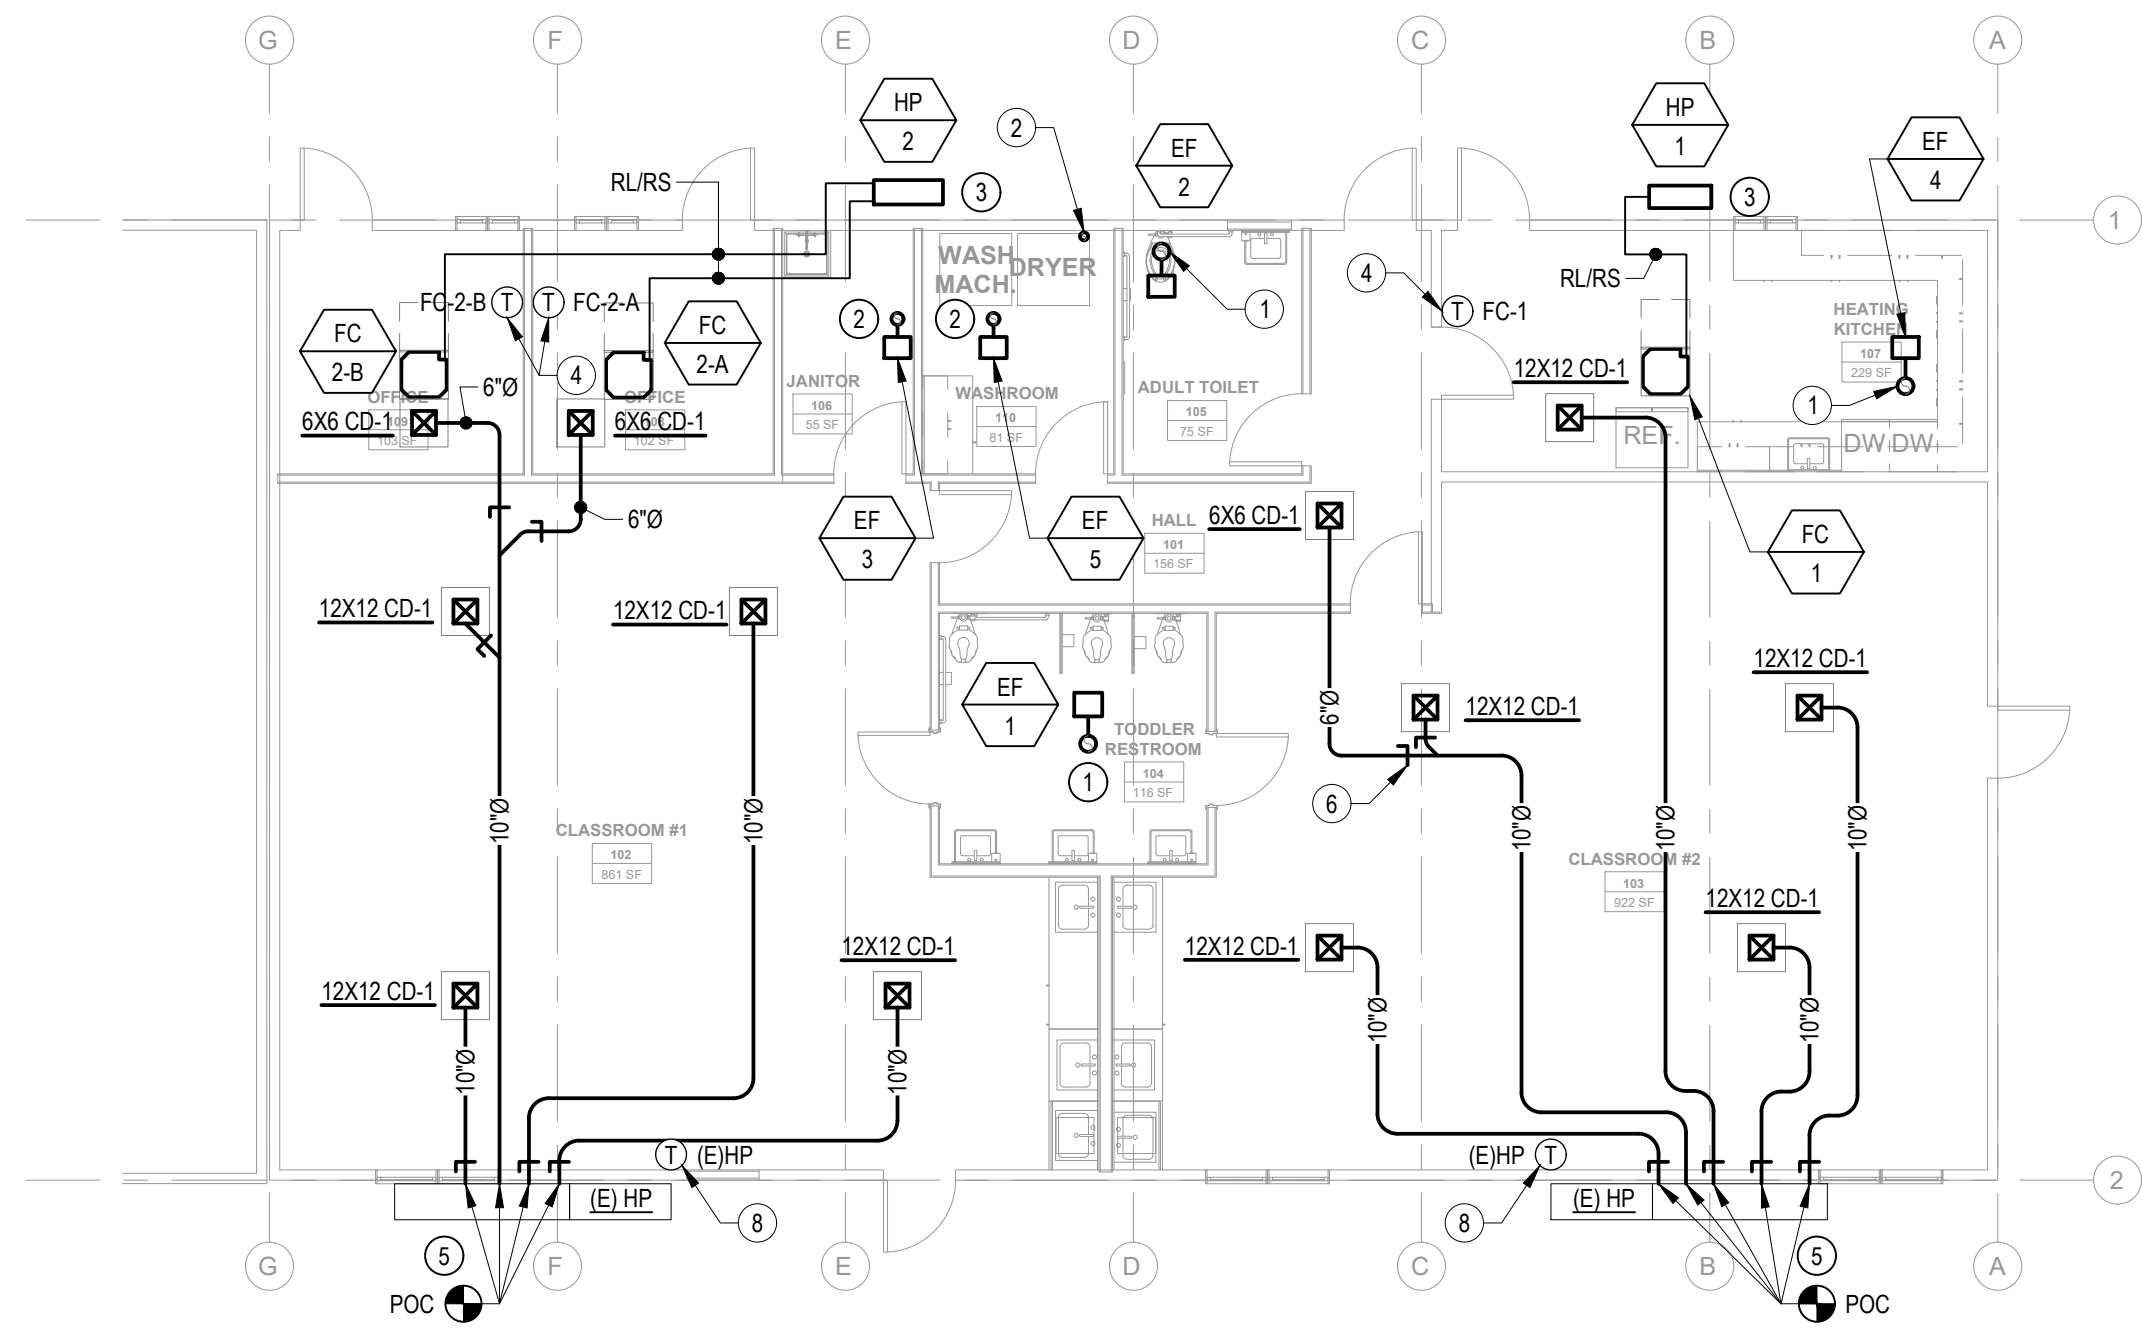 G
F
E
D
C
B
A
HP
2
2
EF
2
HP
1
EF
4
RL/RS
3
3
1
WASH
MACH.
DRYER
4
RL/RS
FC-2-B
T
T
FC-2-A
2
2
1
T
FC-1
HEATING
KITCHEN
107
229 SF
FC
2-B
FC
2-A
4
6"Ø
12X12 CD-1
1
OFFICE
109
103 SF
6X6 CD-1
OFFICE
108
102 SF
6X6 CD-1
JANITOR
106
55 SF
WASHROOM
110
81 SF
ADULT TOILET
105
75 SF
REF.
DW
DW
6"Ø
EF
3
EF
5
HALL
101
156 SF
6X6 CD-1
FC
1
12X12 CD-1
12X12 CD-1
12X12 CD-1
EF
1
6"Ø
12X12 CD-1
TODDLER
RESTROOM
104
116 SF
1
6
10"Ø
10"Ø
10"Ø
10"Ø
10"Ø
CLASSROOM #1
102
861 SF
CLASSROOM #2
103
922 SF
12X12 CD-1
12X12 CD-1
12X12 CD-1
12X12 CD-1
10"Ø
10"Ø
10"Ø
10"Ø
T
(E)HP
(E)HP
T
2
(E) HP
8
8
(E) HP
5
5
G
F
E
D
C
B
A
POC
POC